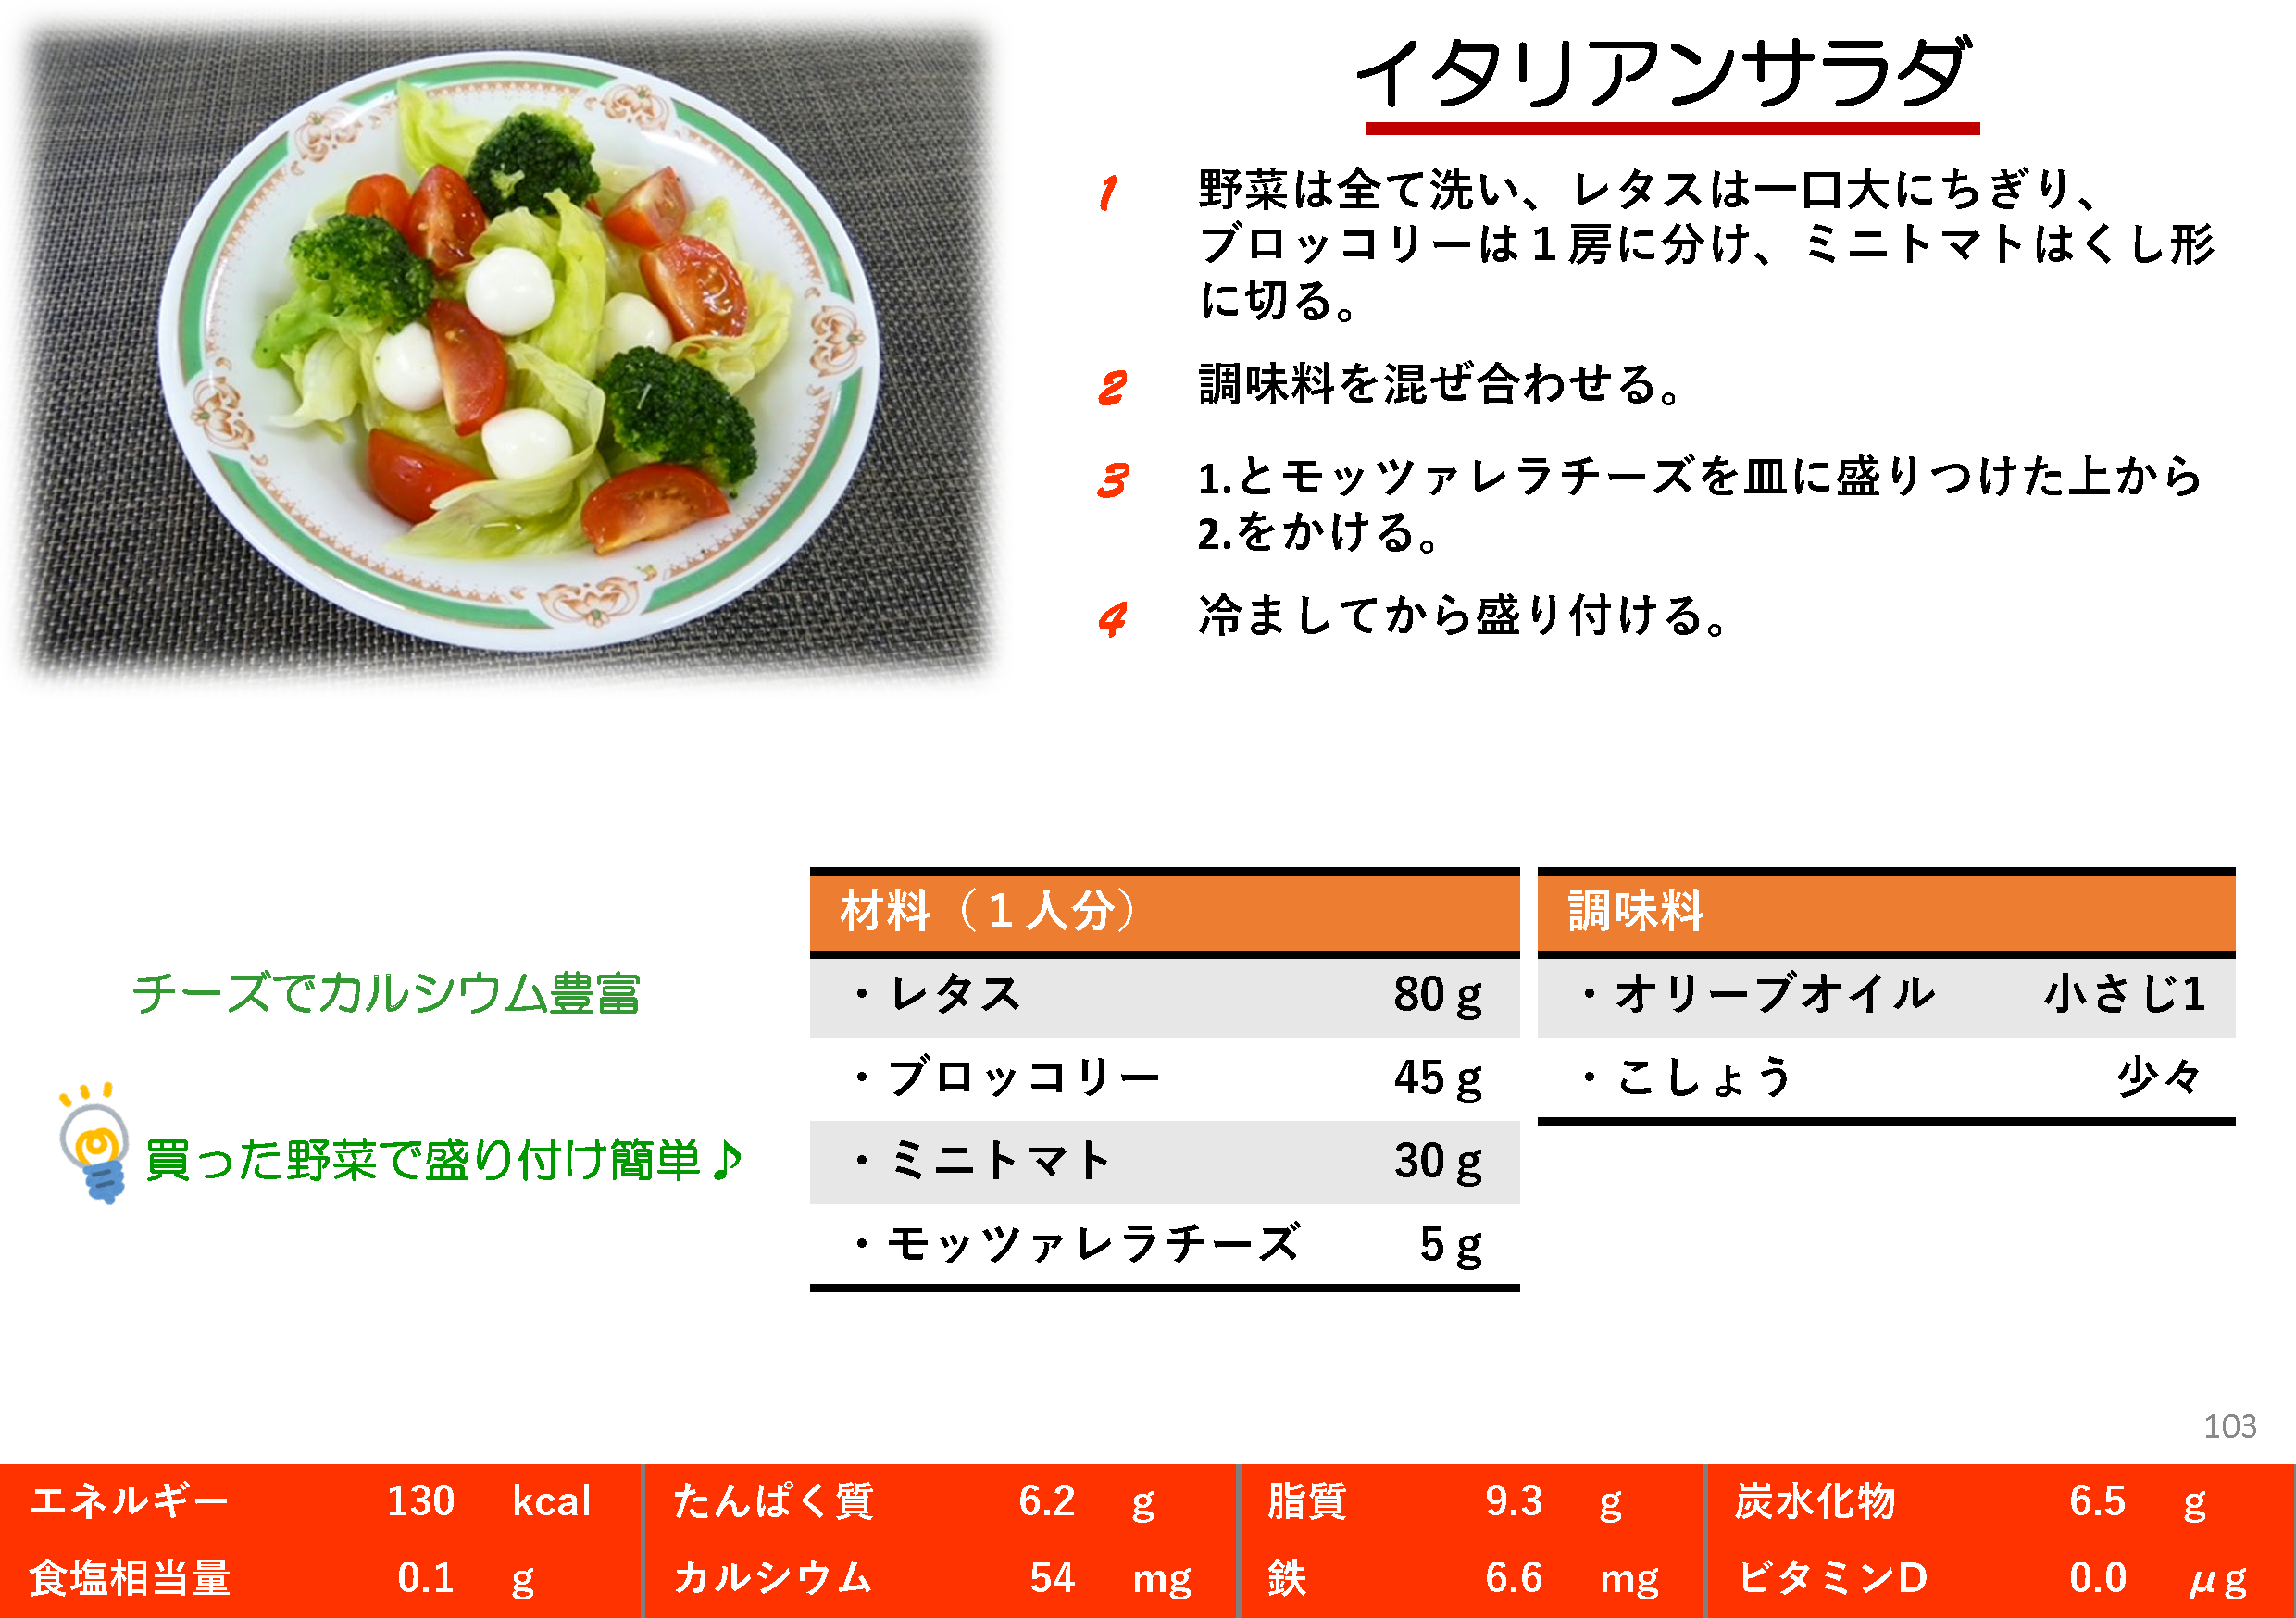 イタリアンサラダ
1 野菜は全て洗い、レタスは一口大にちぎり、
ブロッコリーは１房に分け、ミニトマトはくし形
に切る。
2 調味料を混ぜ合わせる。
3 1.とモッツァレラチーズを皿に盛りつけた上から
2.をかける。
4 冷ましてから盛り付ける。
チーズでカルシウム豊富
買った野菜で盛り付け簡単♪
材料（１人分）
・レタス 80 g
・ブロッコリー 45 g
・ミニトマト 30 g
・モッツァレラチーズ 5 g
調味料
・オリーブオイル 小さじ1
・こしょう 少々
103
エネルギー 130 kcal たんぱく質 6.2 g 脂質 9.3 g 炭水化物 6.5 g
食塩相当量 0.1 g カルシウム 54 mg 鉄 6.6 mg ビタミンD 0.0 μg